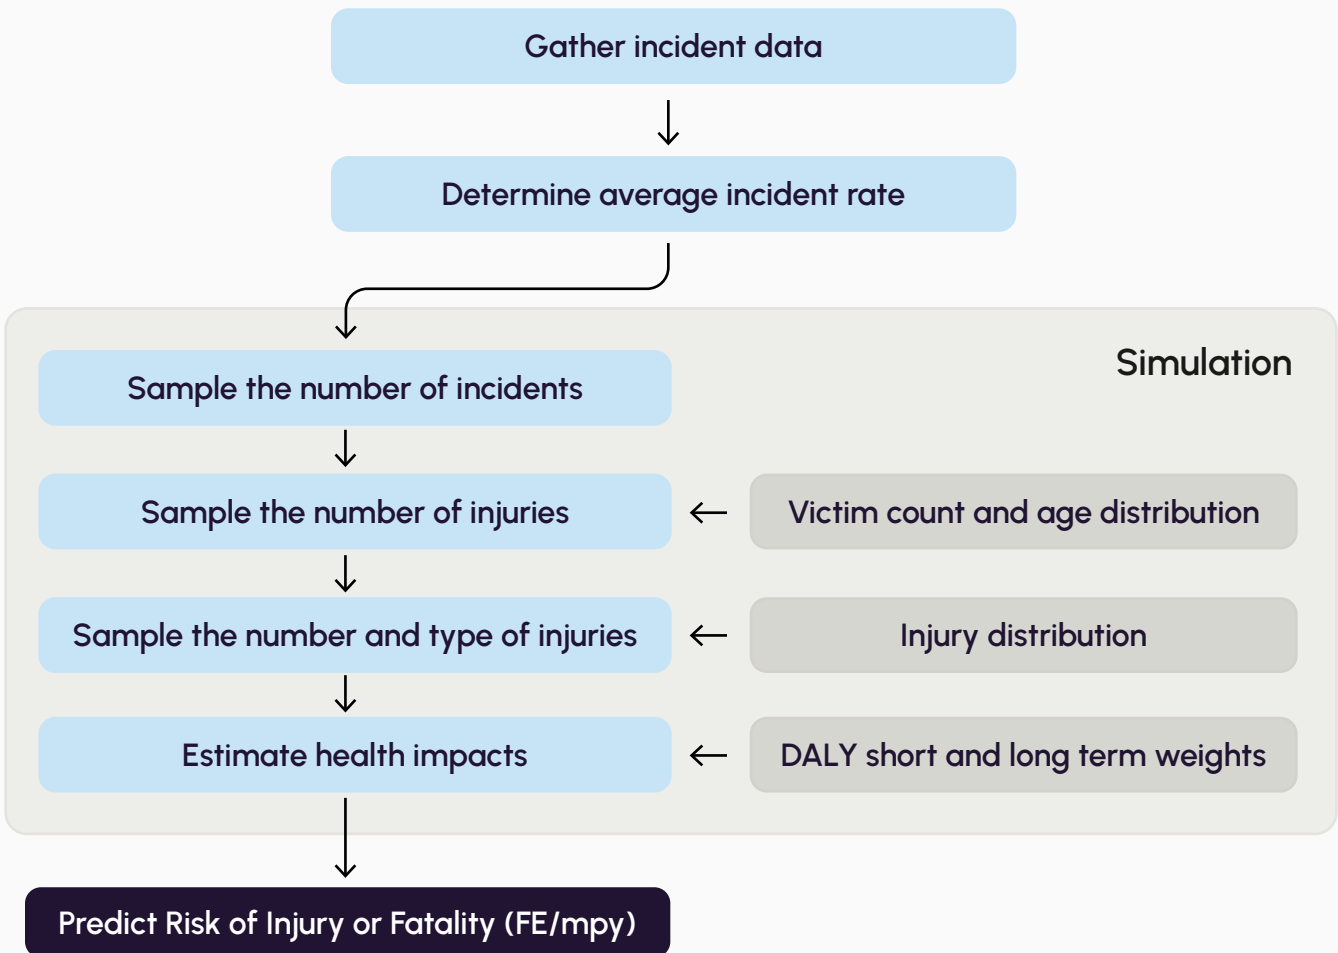 Gather incident data
Determine average incident rate
Simulation
Sample the number of incidents
Sample the number of injuries
Victim count and age distribution
Sample the number and type of injuries
Injury distribution
Estimate health impacts
DALY short and long term weights
Predict Risk of Injury or Fatality (FE/mpy)